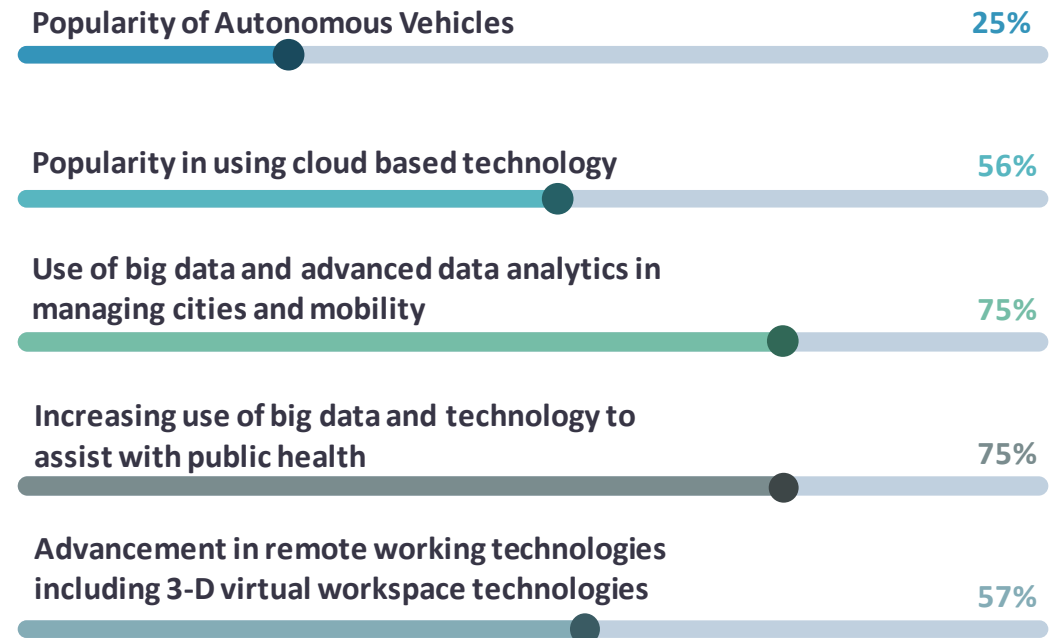 Popularity of Autonomous Vehicles 25%
Popularity in using cloud based technology 56%
Use of big data and advanced data analytics in
managing cities and mobility 75%
Increasing use of big data and technology to
assist with public health 75%
Advancement in remote working technologies
including 3-D virtual workspace technologies 57%